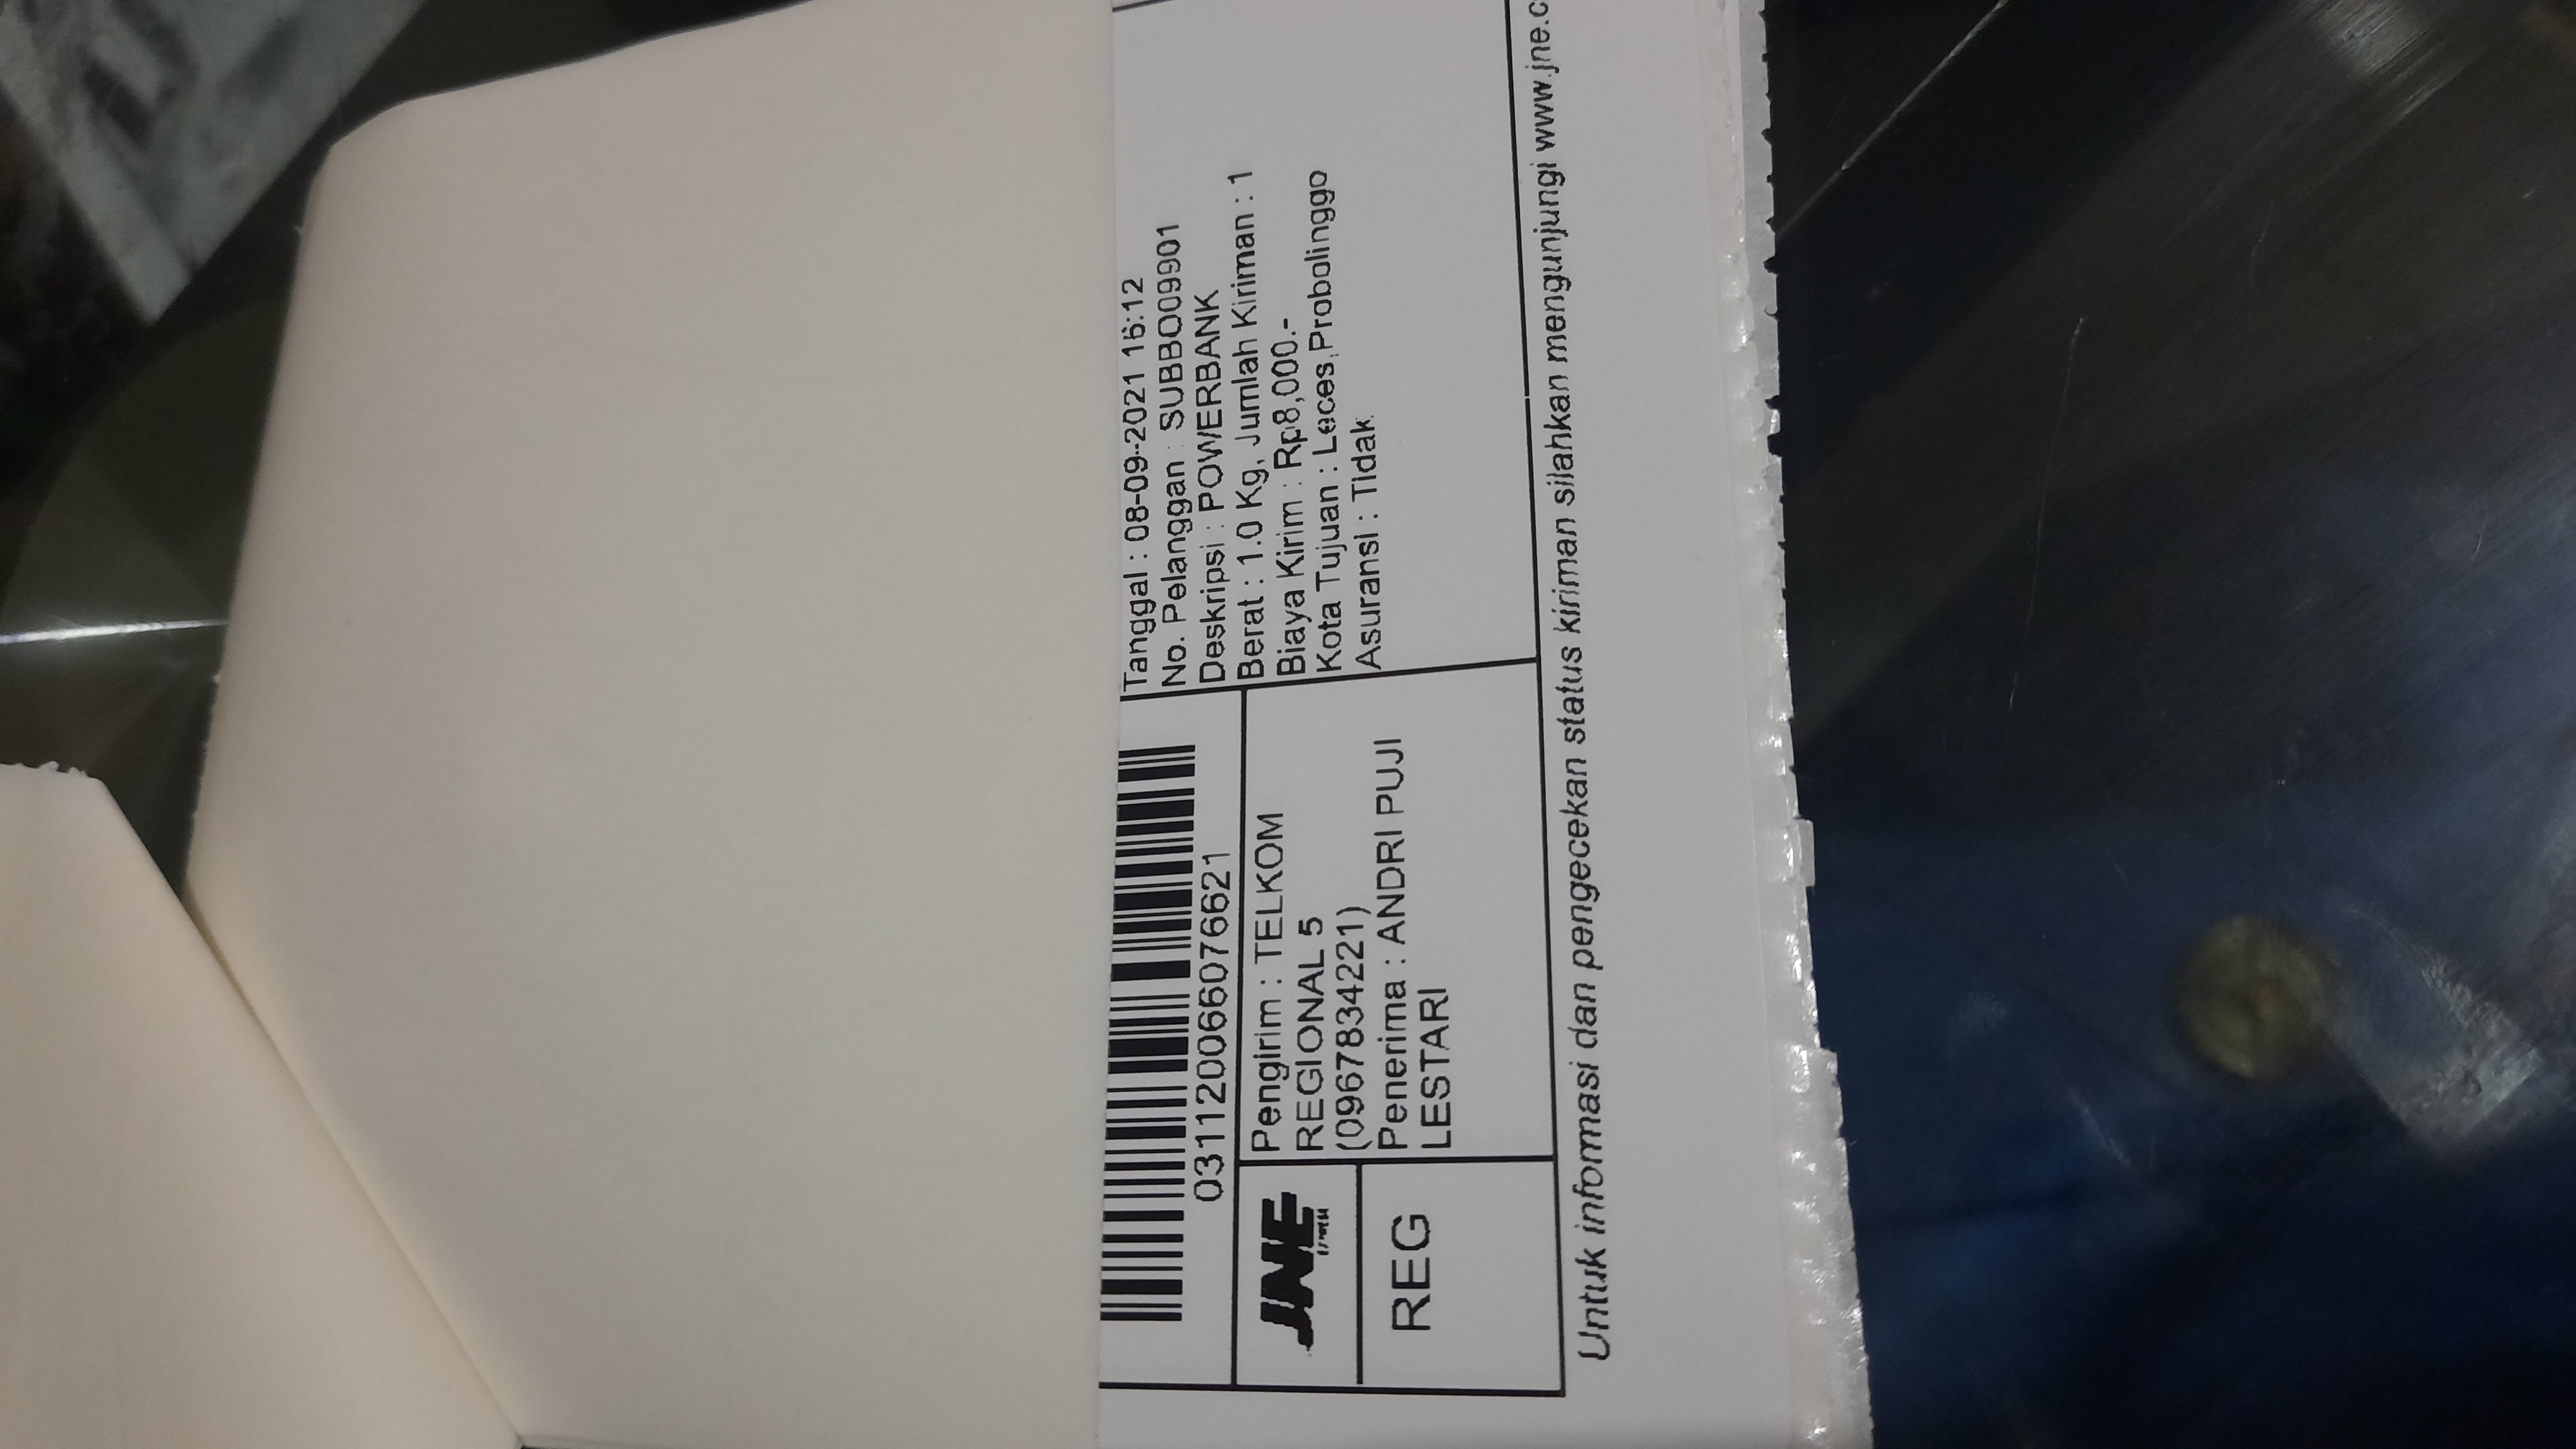 031120066076621
JNE
REG
Pengirim : TELKOM
REGIONAL 5
(0967834221)
Penerima : ANDRI PUJI
LESTARI
Tanggal : 08-09-2021 16:12
No. Pelanggan : SUBBO09901
Deskripsi : POWERBANK
Berat : 1.0 Kg, Jumlah Kiriman : 1
Biaya Kirim : Rp8,000.-
Kota Tujuan : Leces,Probolinggo
Asuransi : Tidak
Untuk informasi dan pengecekan status kiriman silahkan mengunjungi www.jne.c